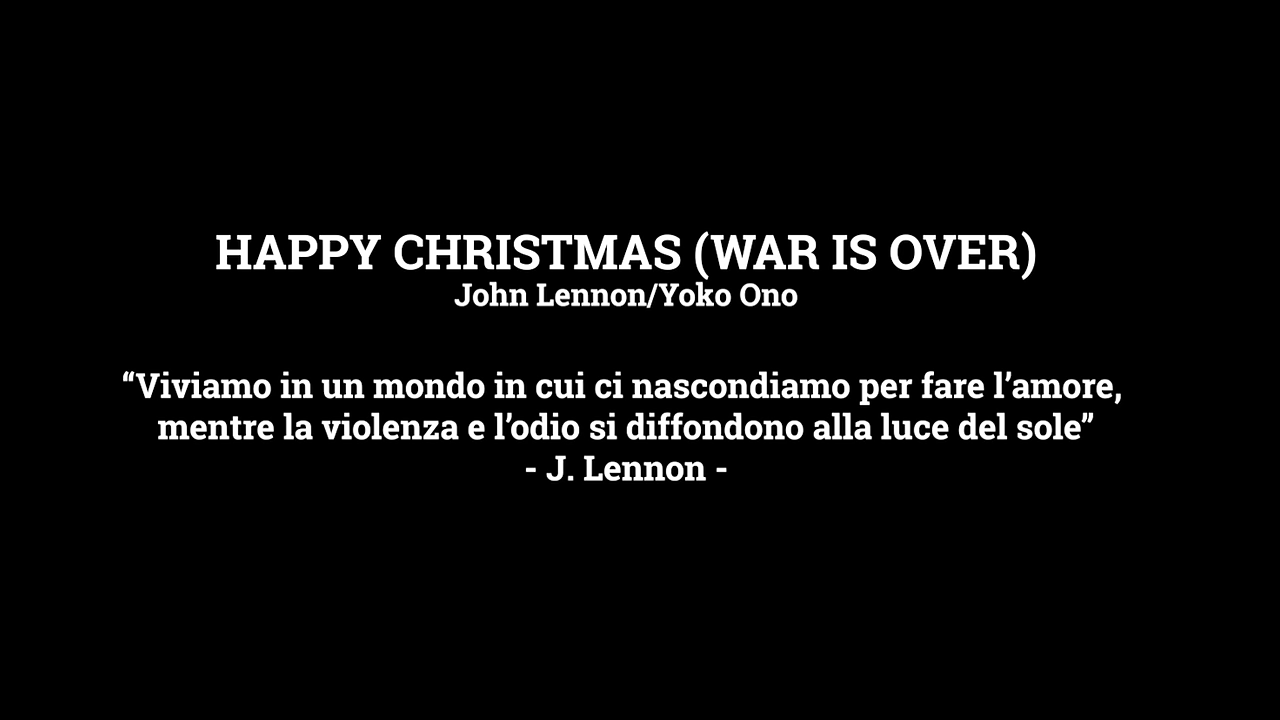 HAPPY CHRISTMAS (WAR IS OVER)
John Lennon/Yoko Ono
“Viviamo in un mondo in cui ci nascondiamo per fare l’amore,
mentre la violenza e l’odio si diffondono alla luce del sole”
- J. Lennon -